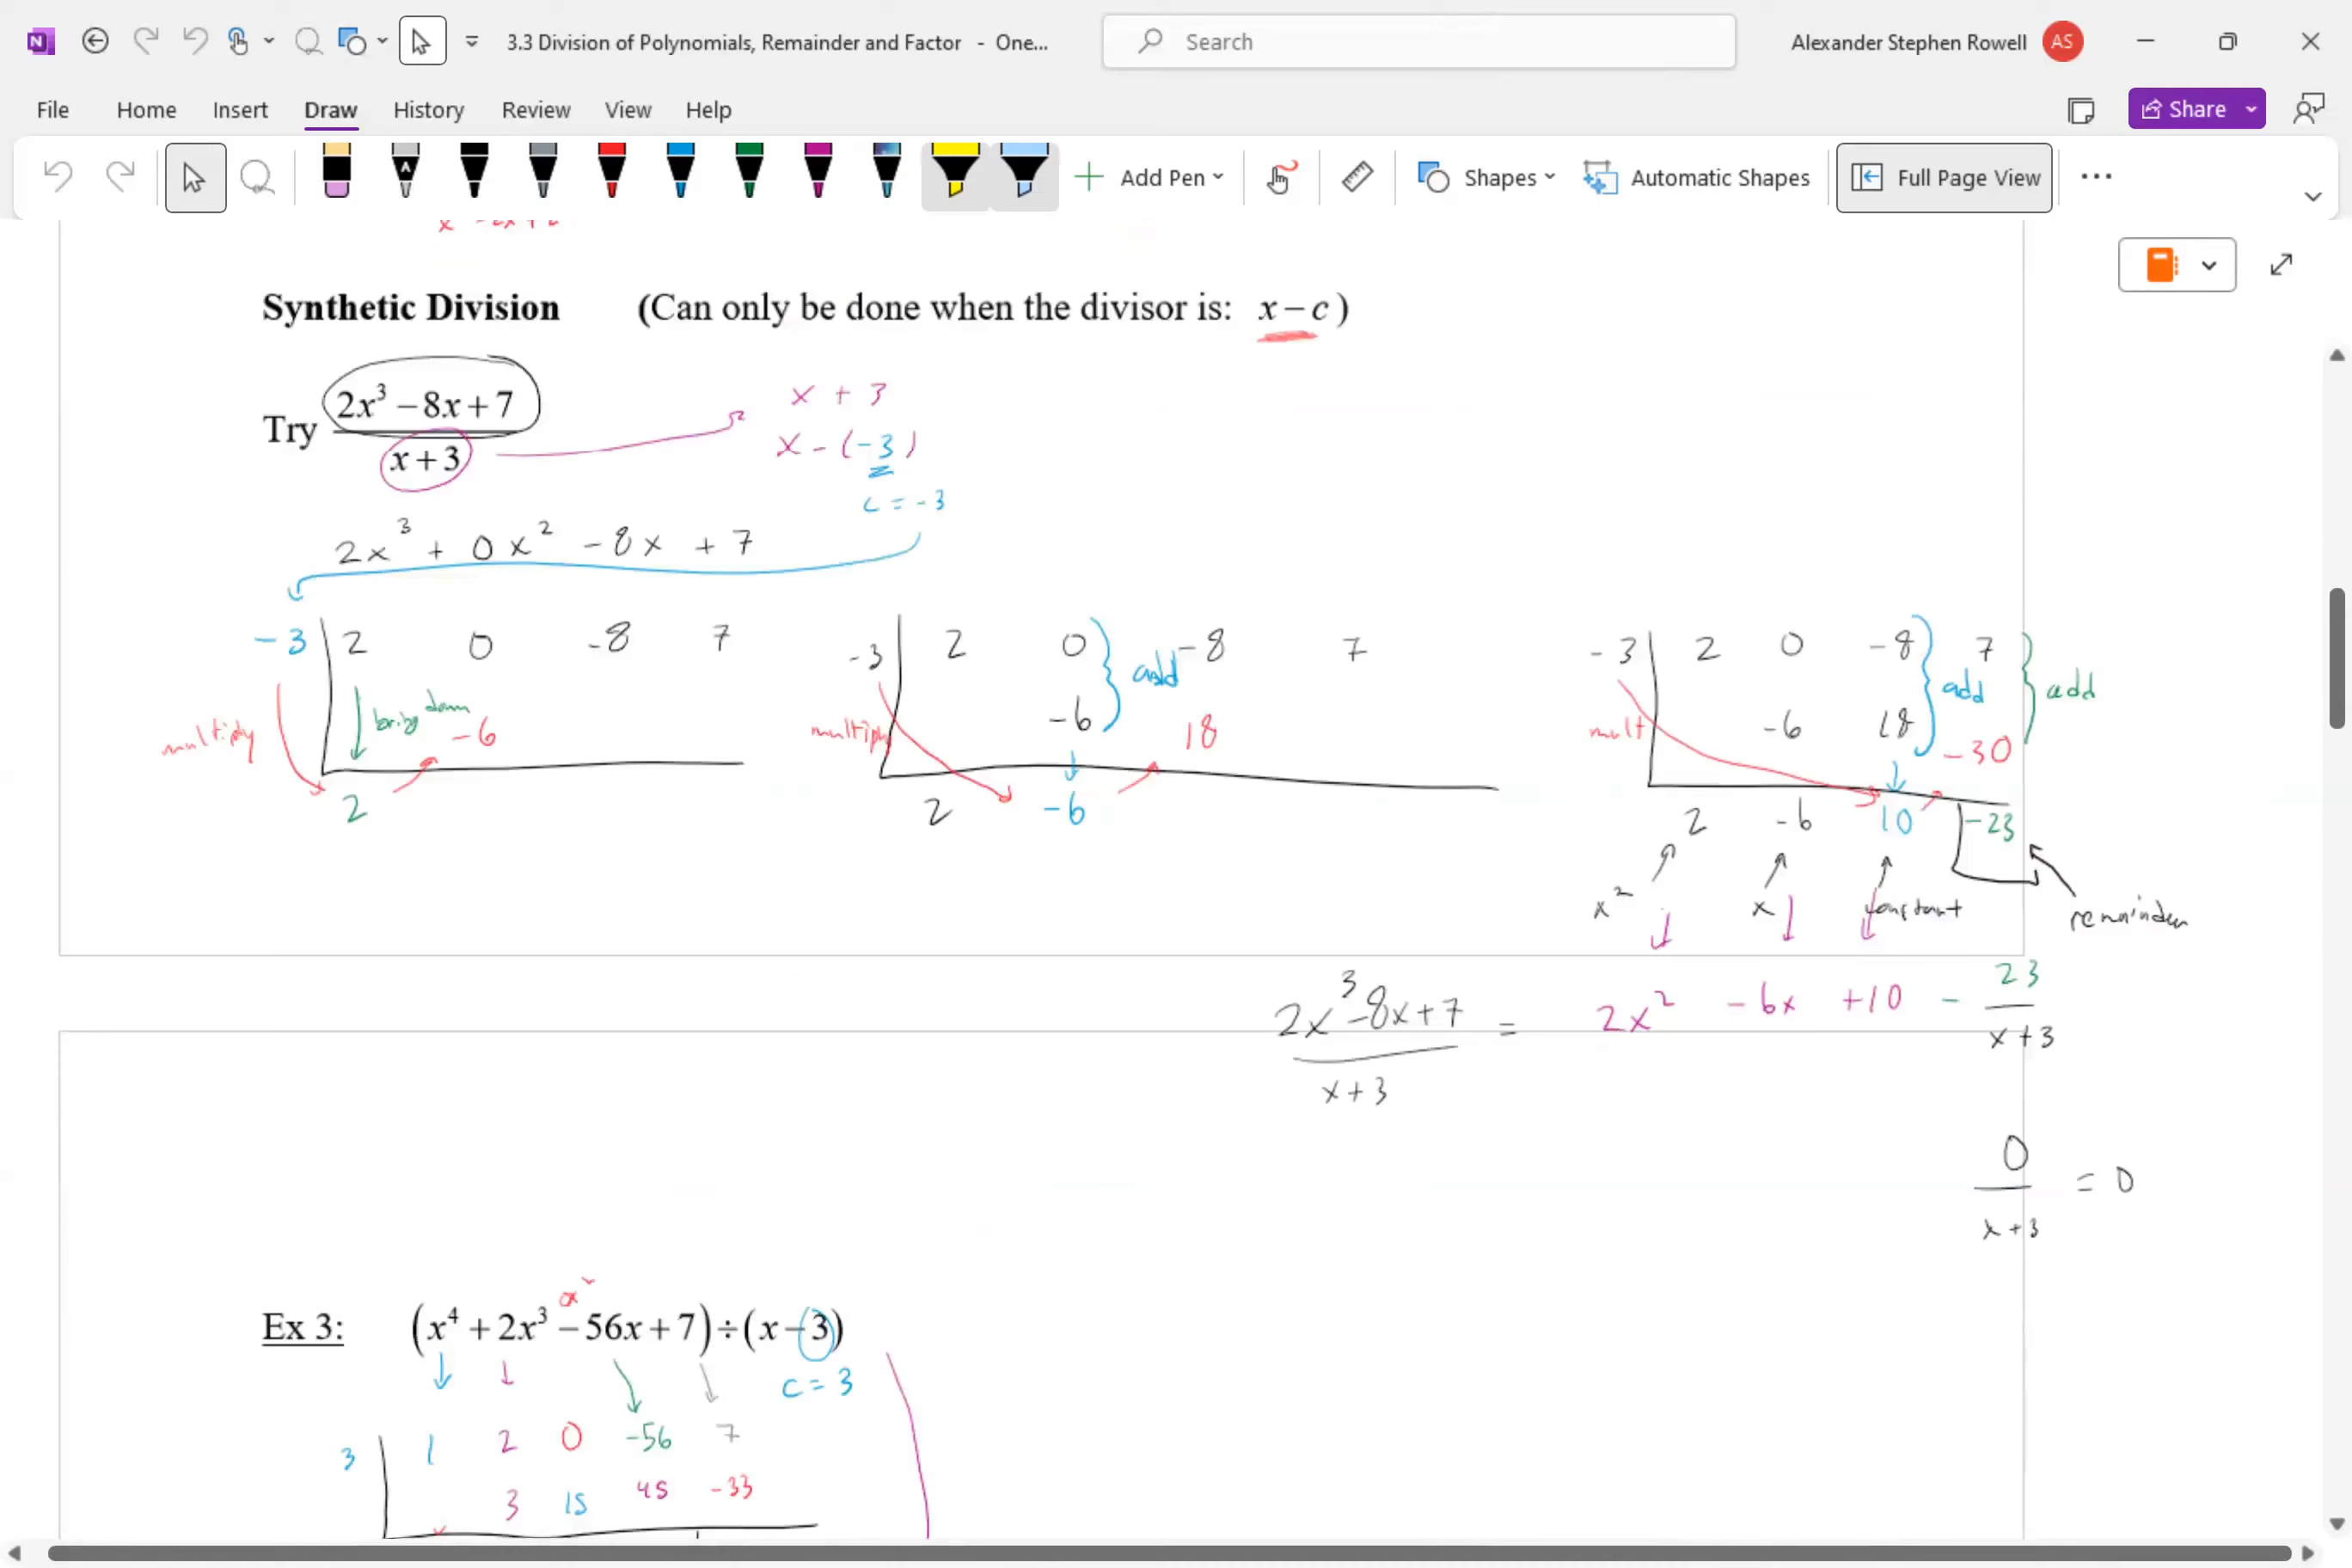 3.3 Division of Polynomials, Remainder and Factor - One...
Search
Alexander Stephen Rowell AS
File Home Insert Draw History Review View Help
Share
Add Pen Shapes Automatic Shapes Full Page View
Synthetic Division (Can only be done when the divisor is: x − c)
Try (2x³ − 8x + 7)/(x + 3)
x + 3
x - (-3)
c = -3
2x³ + 0x² - 8x + 7
-3 2 0 -8 7
multiply bring down -6
2
-3 2 0 -8 7
add
multiply -6 18
2 -6
-3 2 0 -8 7
add add
mult -6 18 -30
2 -6 10 -23
x² x constant remainder
(2x³ - 8x + 7)/(x + 3) = 2x² - 6x + 10 - 23/(x + 3)
0/(x + 3) = 0
Ex 3: (x⁴ + 2x³ − 56x + 7) ÷ (x − 3)
c = 3
3 1 2 0 -56 7
3 15 45 -33